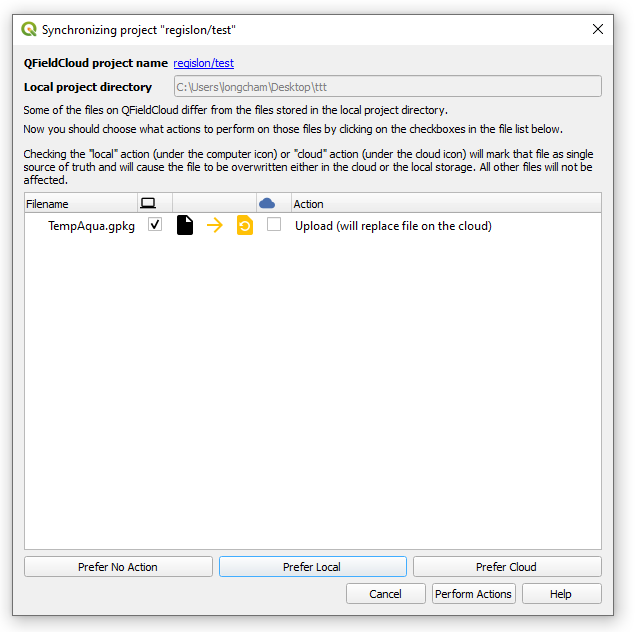 Synchronizing project "regislon/test"
QFieldCloud project name regislon/test
Local project directory C:\Users\longcham\Desktop\ttt
Some of the files on QFieldCloud differ from the files stored in the local project directory.
Now you should choose what actions to perform on those files by clicking on the checkboxes in the file list below.
Checking the "local" action (under the computer icon) or "cloud" action (under the cloud icon) will mark that file as single
source of truth and will cause the file to be overwritten either in the cloud or the local storage. All other files will not be
affected.
Filename Action
TempAqua.gpkg Upload (will replace file on the cloud)
Prefer No Action Prefer Local Prefer Cloud
Cancel Perform Actions Help